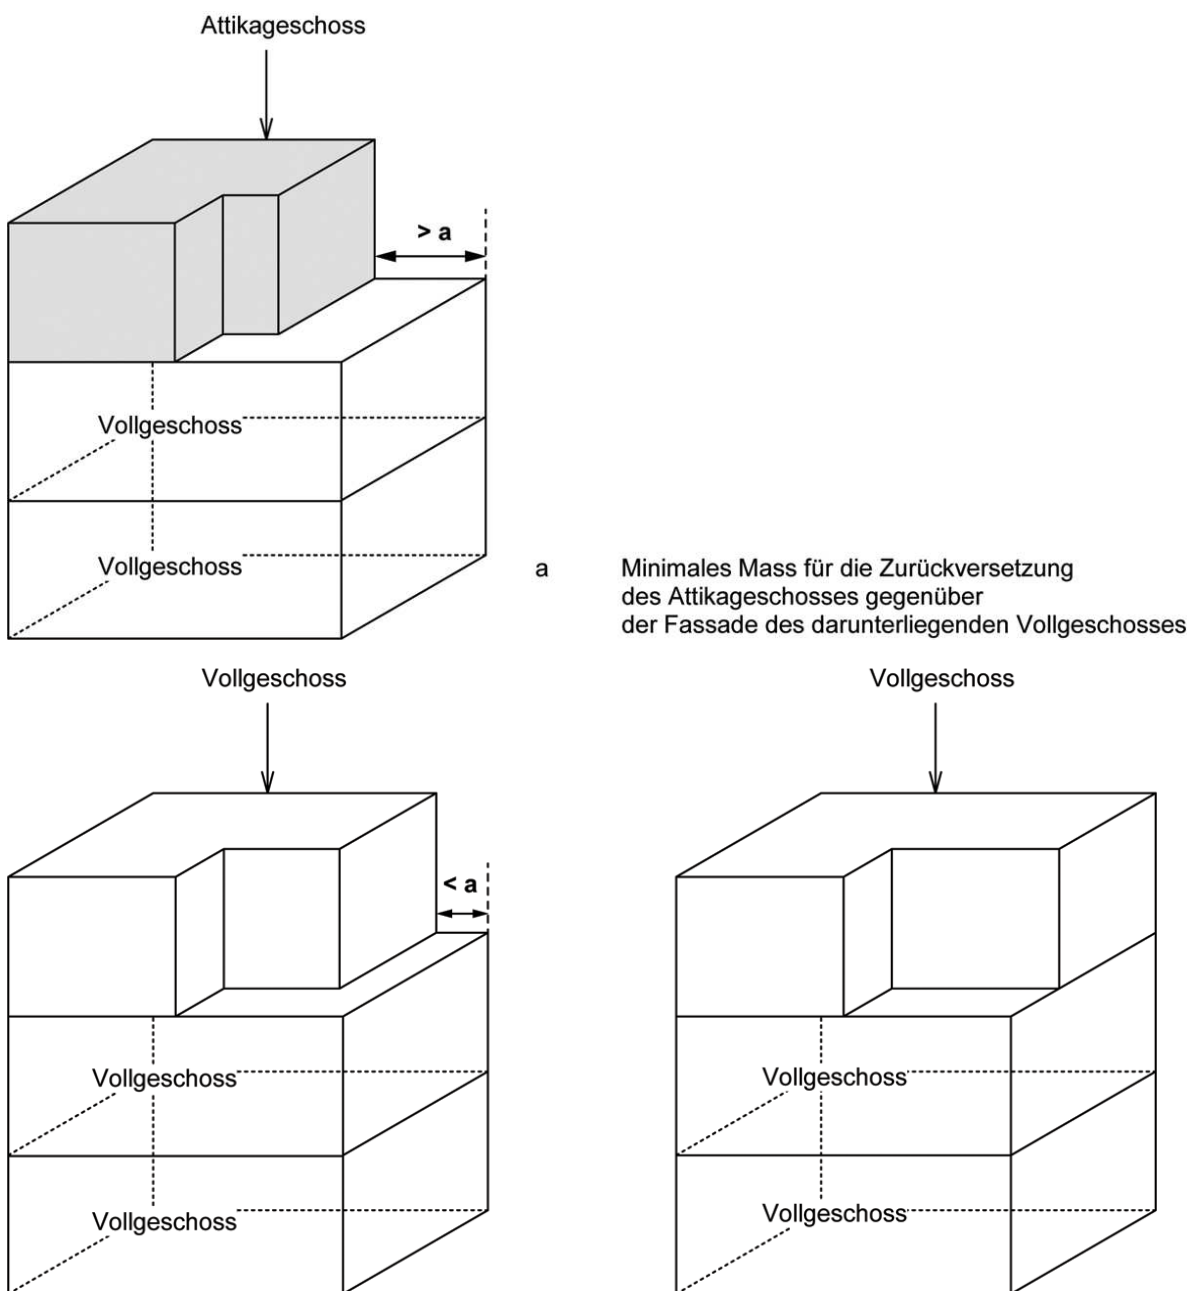 Attikageschoss
> a
Vollgeschoss
Vollgeschoss
a Minimales Mass für die Zurückversetzung
des Attikageschosses gegenüber
der Fassade des darunterliegenden Vollgeschosses
Vollgeschoss
< a
Vollgeschoss
Vollgeschoss
Vollgeschoss
Vollgeschoss
Vollgeschoss